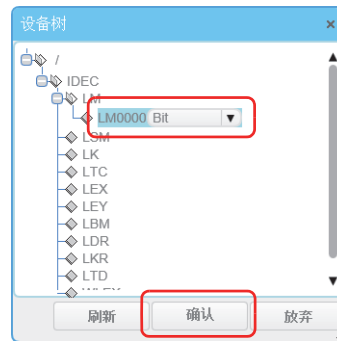 设备树 ×
/
IDEC
LM
LM0000 Bit ▼
LSM
LK
LTC
LEX
LEY
LBM
LDR
LKR
LTD
WLEX
刷新 确认 放弃